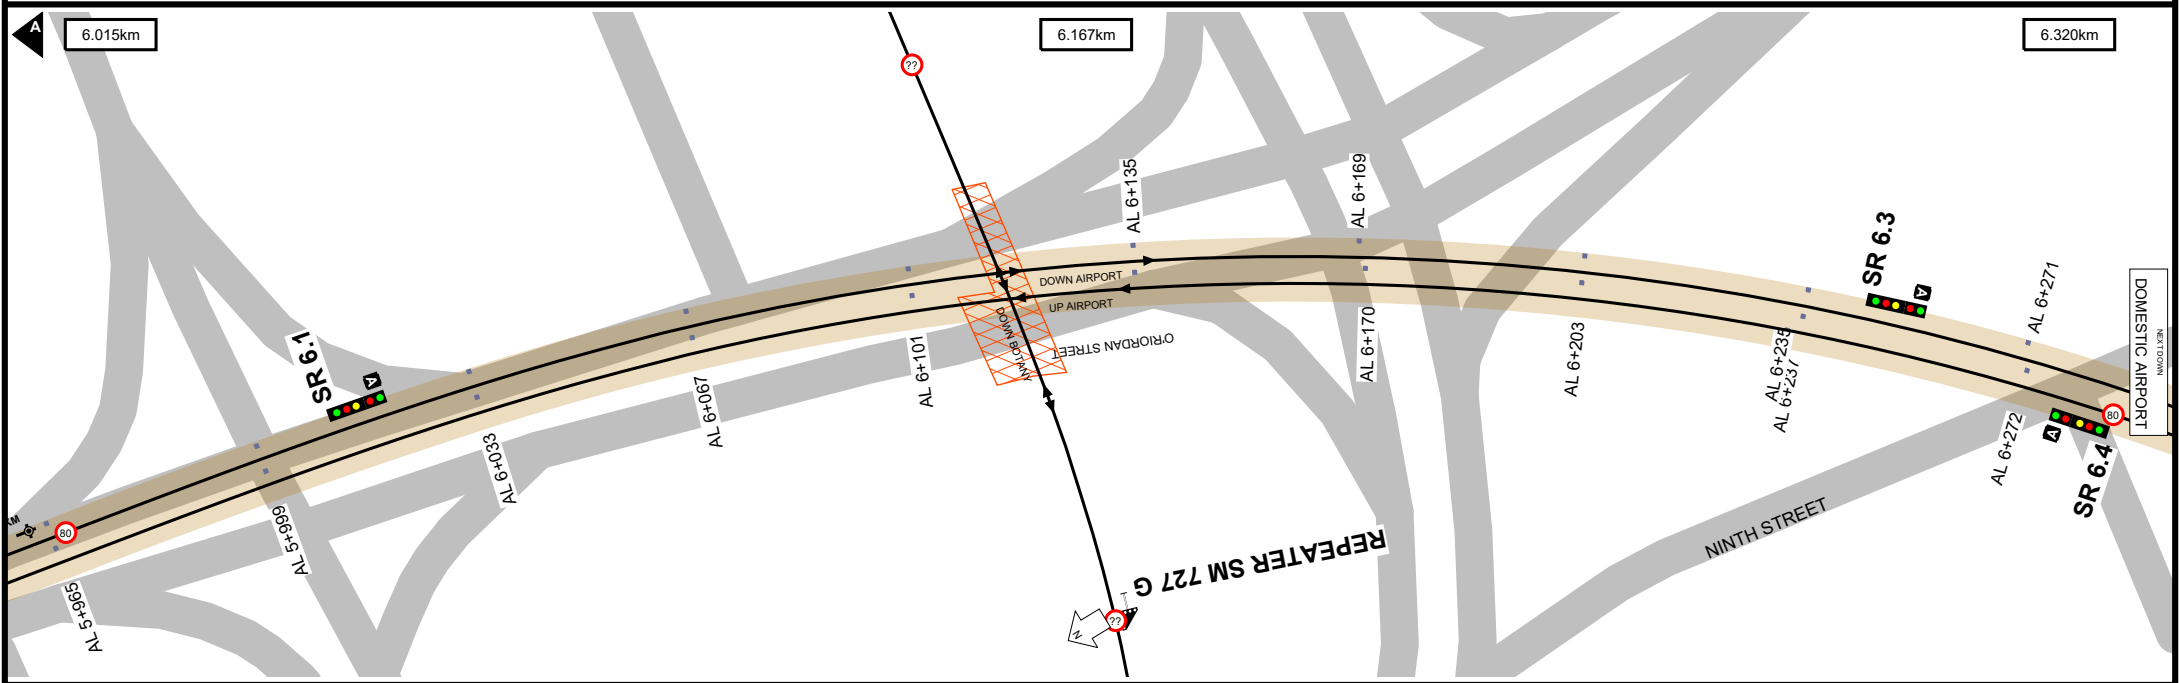 A
6.015km
6.167km
6.320km
??
AL 6+135
AL 6+169
SR 6.3
A
AL 6+271
DOWN AIRPORT
UP AIRPORT
DOWN BOTANY
O'RIORDAN STREET
NEXT DOWN
DOMESTIC AIRPORT
SR 6.1
A
AL 6+101
AL 6+170
AL 6+203
AL 6+235
AL 6+237
AL 6+067
AL 6+033
AL 6+272
80
A
SR 6.4
NINTH STREET
80
AL 5+999
AL 5+965
REPEATER SM 727 G
??
N